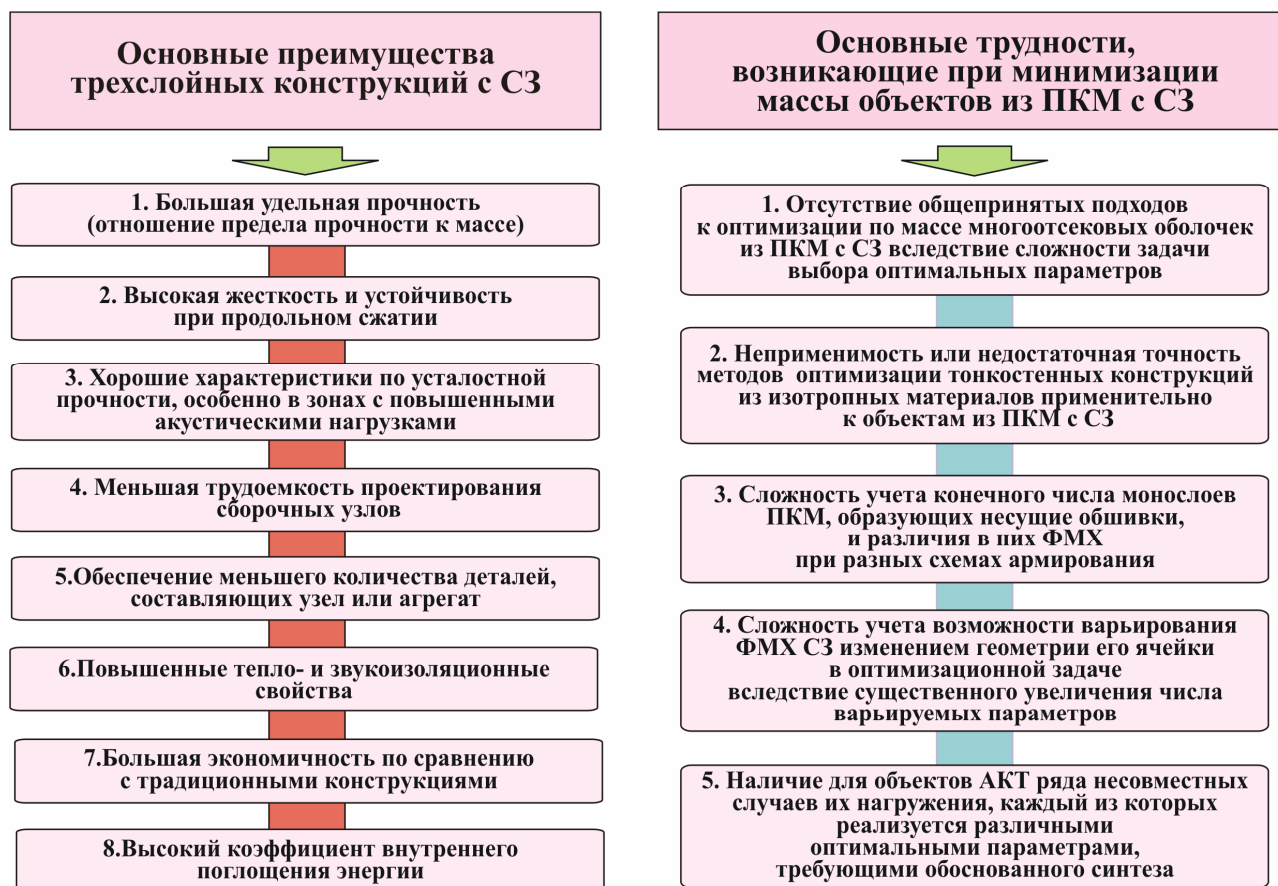 Основные преимущества
трехслойных конструкций с СЗ
1. Большая удельная прочность
(отношение предела прочности к массе)
2. Высокая жесткость и устойчивость
при продольном сжатии
3. Хорошие характеристики по усталостной
прочности, особенно в зонах с повышенными
акустическими нагрузками
4. Меньшая трудоемкость проектирования
сборочных узлов
5.Обеспечение меньшего количества деталей,
составляющих узел или агрегат
6.Повышенные тепло- и звукоизоляционные
свойства
7.Большая экономичность по сравнению
с традиционными конструкциями
8.Высокий коэффициент внутреннего
поглощения энергии
Основные трудности,
возникающие при минимизации
массы объектов из ПКМ с СЗ
1. Отсутствие общепринятых подходов
к оптимизации по массе многоотсековых оболочек
из ПКМ с СЗ вследствие сложности задачи
выбора оптимальных параметров
2. Неприменимость или недостаточная точность
методов оптимизации тонкостенных конструкций
из изотропных материалов применительно
к объектам из ПКМ с СЗ
3. Сложность учета конечного числа монослоев
ПКМ, образующих несущие обшивки,
и различия в них ФМХ
при разных схемах армирования
4. Сложность учета возможности варьирования
ФМХ СЗ изменением геометрии его ячейки
в оптимизационной задаче
вследствие существенного увеличения числа
варьируемых параметров
5. Наличие для объектов АКТ ряда несовместных
случаев их нагружения, каждый из которых
реализуется различными
оптимальными параметрами,
требующими обоснованного синтеза